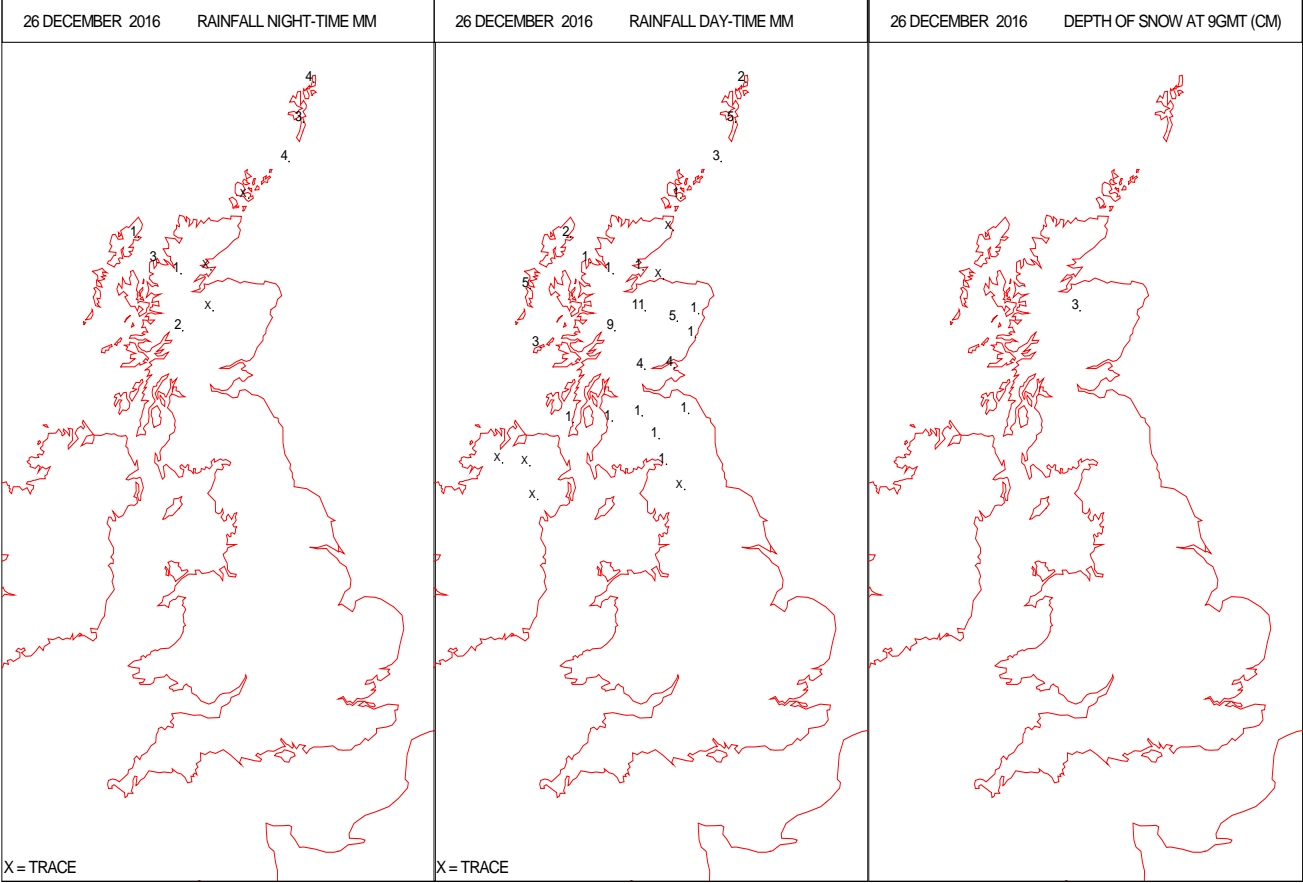 26 DECEMBER 2016 RAINFALL NIGHT-TIME MM
4
3
4
X
1
3
1
X
X
2
X = TRACE
26 DECEMBER 2016 RAINFALL DAY-TIME MM
2
5
3
1
X
2
1
1
1
X
5
11
1
5
9
1
3
4
4
1
1
1
1
1
1
X
X
X
X
X = TRACE
26 DECEMBER 2016 DEPTH OF SNOW AT 9GMT (CM)
3